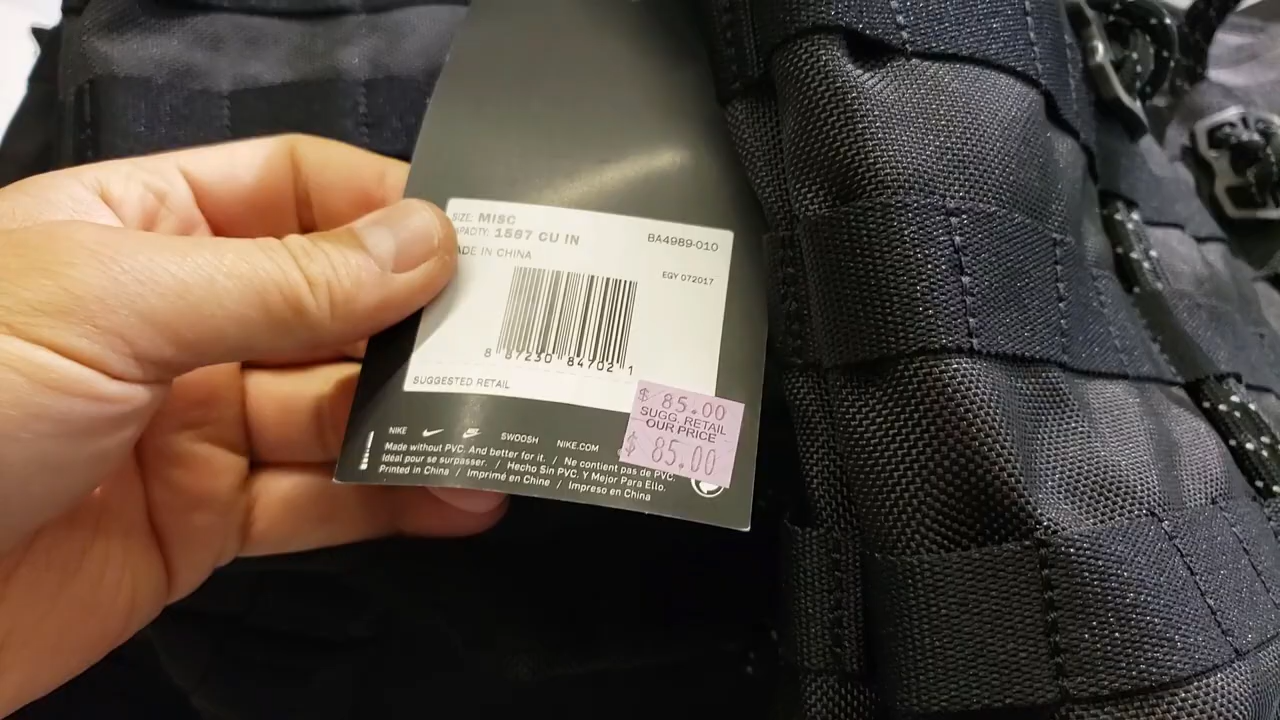 SIZE: MISC
APACITY: 1567 CU IN
BA4989-010
ADE IN CHINA
EGY 072017
8 87230 84702 1
SUGGESTED RETAIL
$ 85.00
SUGG. RETAIL
OUR PRICE
$ 85.00
NIKE SWOOSH NIKE.COM
Made without PVC. And better for it. / Ne contient pas de PVC.
Idéal pour se surpasser. / Hecho Sin PVC. Y Mejor Para Ello.
Printed in China / Imprimé en Chine / Impreso en China